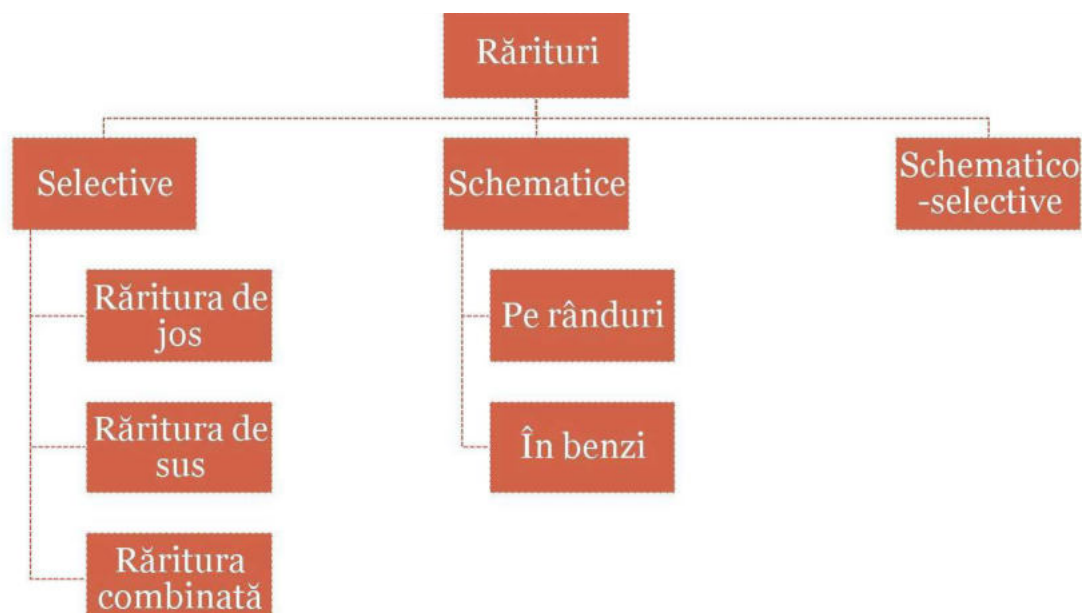 Rărituri
Selective
Schematice
Schematico
-selective
Răritura de
jos
Pe rânduri
Răritura de
sus
În benzi
Răritura
combinată